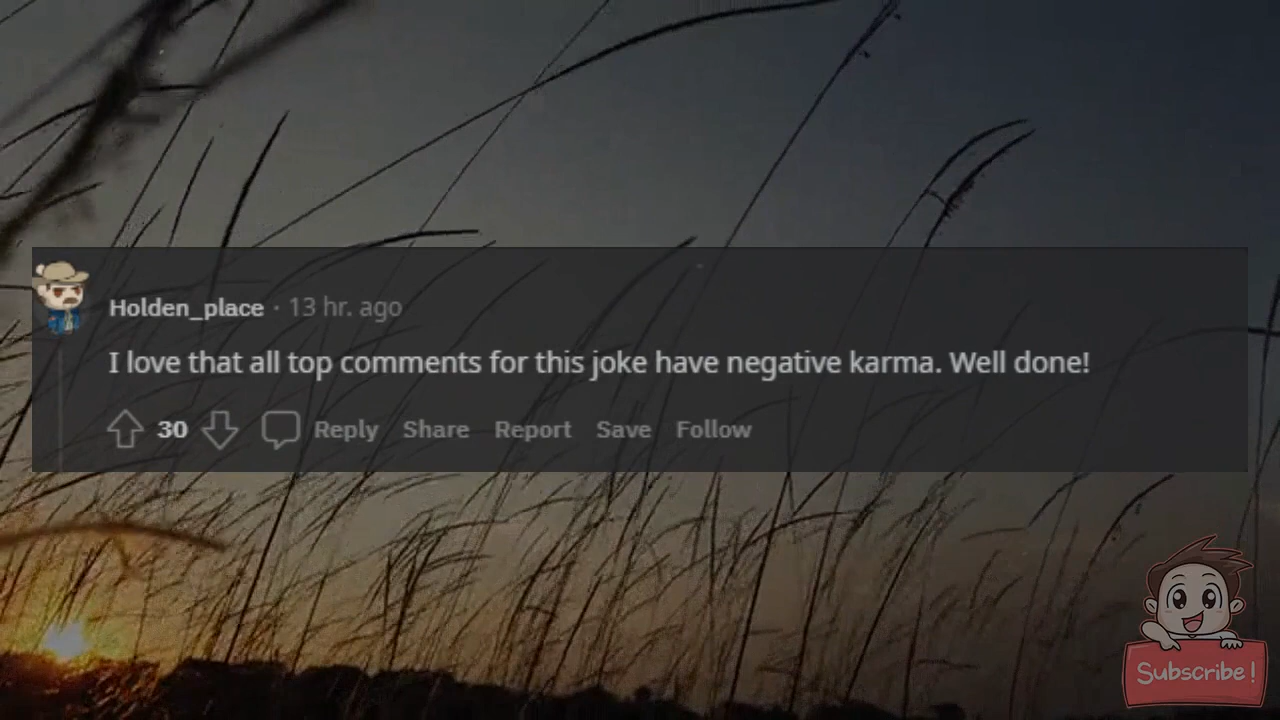 Holden_place · 13 hr. ago
I love that all top comments for this joke have negative karma. Well done!
30 Reply Share Report Save Follow
Subscribe!